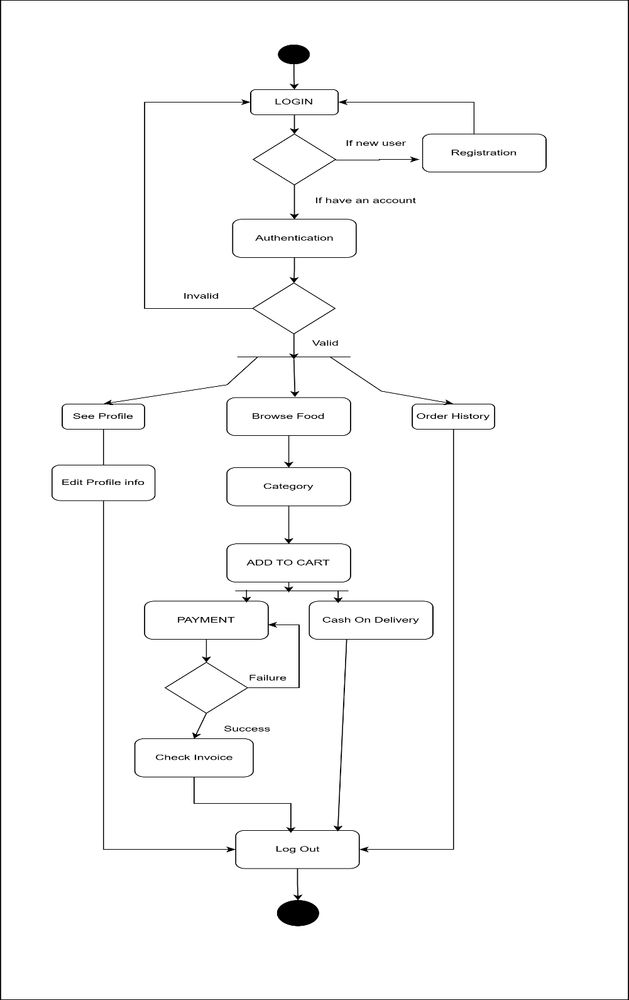 LOGIN
If new user
Registration
If have an account
Authentication
Invalid
Valid
See Profile
Browse Food
Order History
Edit Profile info
Category
ADD TO CART
PAYMENT
Cash On Delivery
Failure
Success
Check Invoice
Log Out